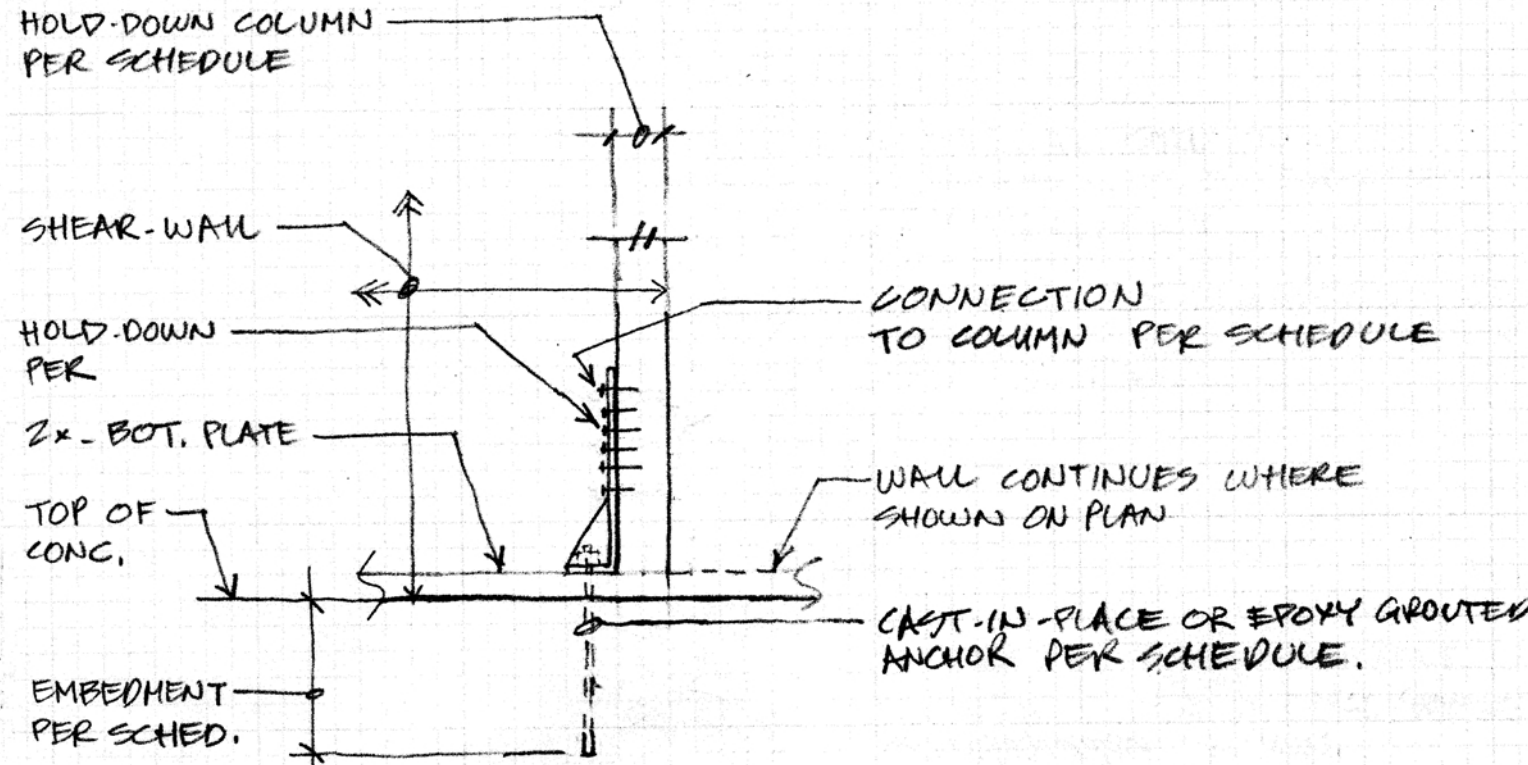 HOLD-DOWN COLUMN
PER SCHEDULE
SHEAR-WALL
HOLD-DOWN
PER
2x_ BOT. PLATE
TOP OF
CONC.
EMBEDMENT
PER SCHED.
CONNECTION
TO COLUMN PER SCHEDULE
WALL CONTINUES WHERE
SHOWN ON PLAN
CAST-IN-PLACE OR EPOXY GROUTED
ANCHOR PER SCHEDULE.